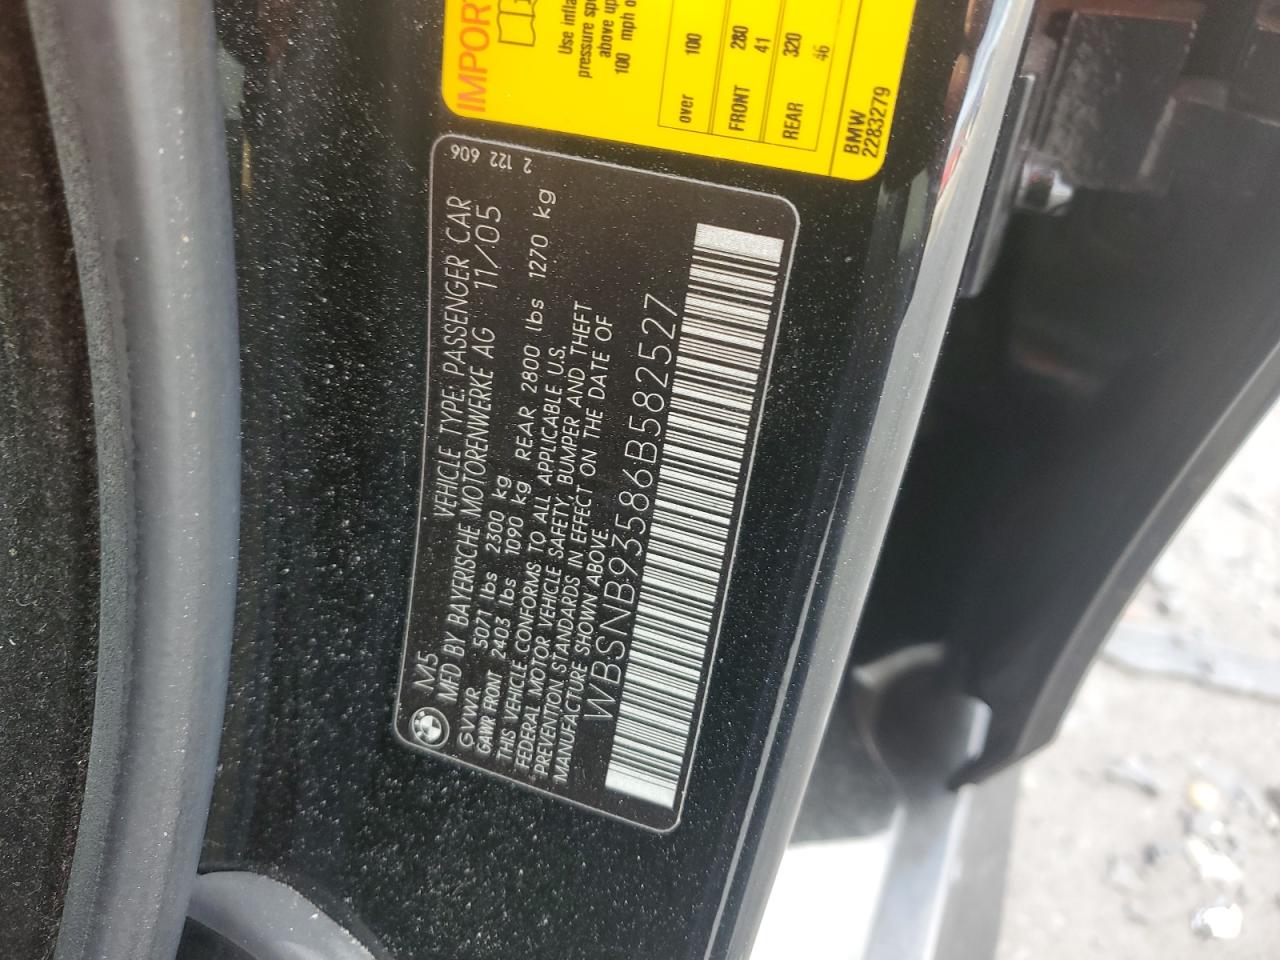 M5 VEHICLE TYPE: PASSENGER CAR
MFD BY BAYERISCHE MOTORENWERKE AG 11/05
GVWR 5071 lbs 2300 kg
GAWR FRONT 2403 lbs 1090 kg REAR 2800 lbs 1270 kg
THIS VEHICLE CONFORMS TO ALL APPLICABLE U.S.
FEDERAL MOTOR VEHICLE SAFETY, BUMPER AND THEFT
PREVENTION STANDARDS IN EFFECT ON THE DATE OF
MANUFACTURE SHOWN ABOVE.
WBSNB93586B582527
2 122 606
IMPORT
Use infla
pressure spe
above up
100 mph o
over 100
FRONT 280
41
REAR 320
46
BMW
2283279